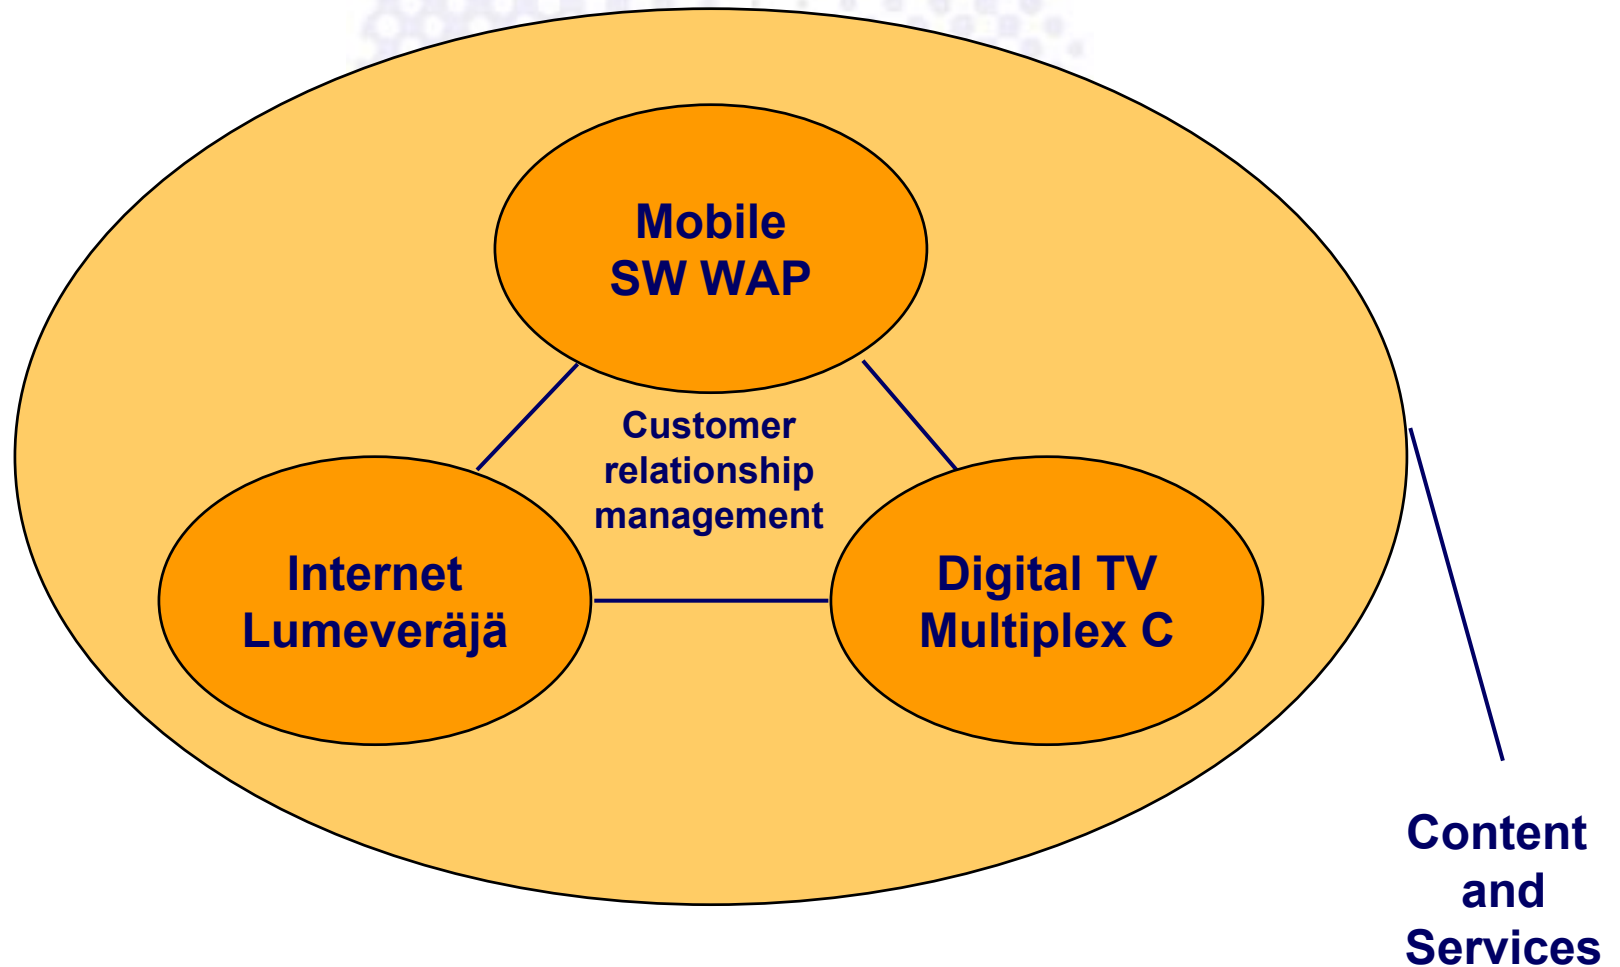 Mobile
SW WAP
Customer
relationship
management
Internet
Lumeveräjä
Digital TV
Multiplex C
Content
and
Services